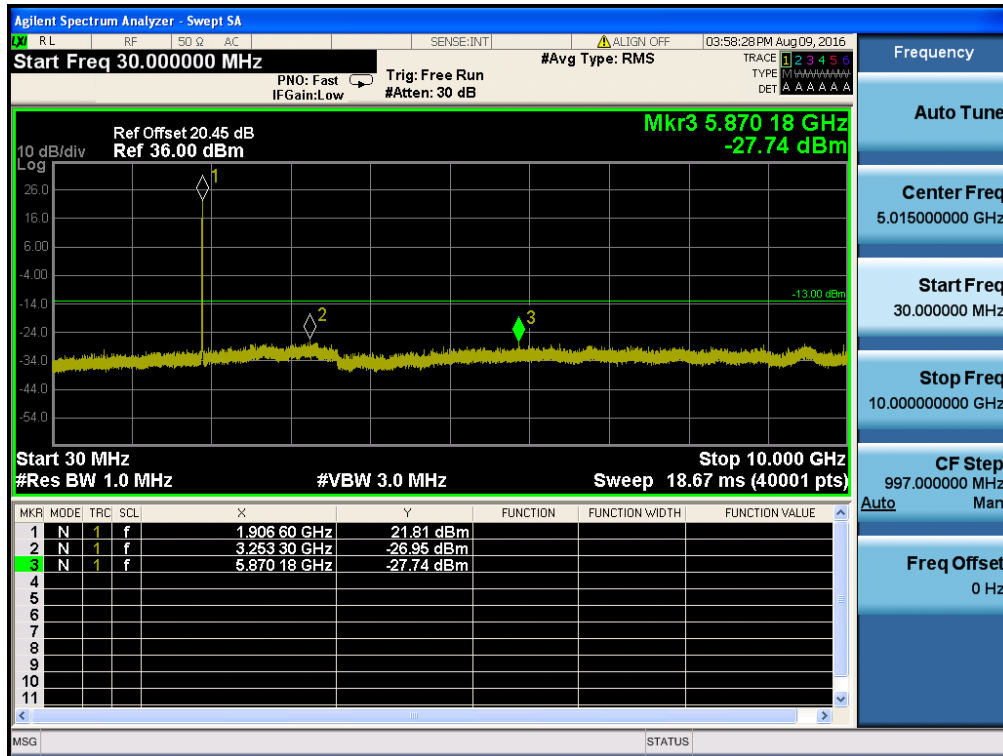 Agilent Spectrum Analyzer - Swept SA
LXI RL RF 50 Ω AC SENSE:INT ALIGN OFF 03:58:28 PM Aug 09, 2016
Start Freq 30.000000 MHz
PNO: Fast
IFGain:Low
Trig: Free Run
#Atten: 30 dB
#Avg Type: RMS
TRACE 1 2 3 4 5 6
TYPE M
DET A A A A A A
Ref Offset 20.45 dB
10 dB/div Ref 36.00 dBm
Log
Mkr3 5.870 18 GHz
-27.74 dBm
26.0
16.0
6.00
-4.00
-14.0
-24.0
-34.0
-44.0
-54.0
1
2
3
-13.00 dBm
Start 30 MHz Stop 10.000 GHz
#Res BW 1.0 MHz #VBW 3.0 MHz Sweep 18.67 ms (40001 pts)
MKR MODE TRC SCL X Y FUNCTION FUNCTION WIDTH FUNCTION VALUE
1 N 1 f 1.906 60 GHz 21.81 dBm
2 N 1 f 3.253 30 GHz -26.95 dBm
3 N 1 f 5.870 18 GHz -27.74 dBm
4
5
6
7
8
9
10
11
MSG STATUS
Frequency
Auto Tune
Center Freq
5.015000000 GHz
Start Freq
30.000000 MHz
Stop Freq
10.000000000 GHz
CF Step
997.000000 MHz
Auto Man
Freq Offset
0 Hz